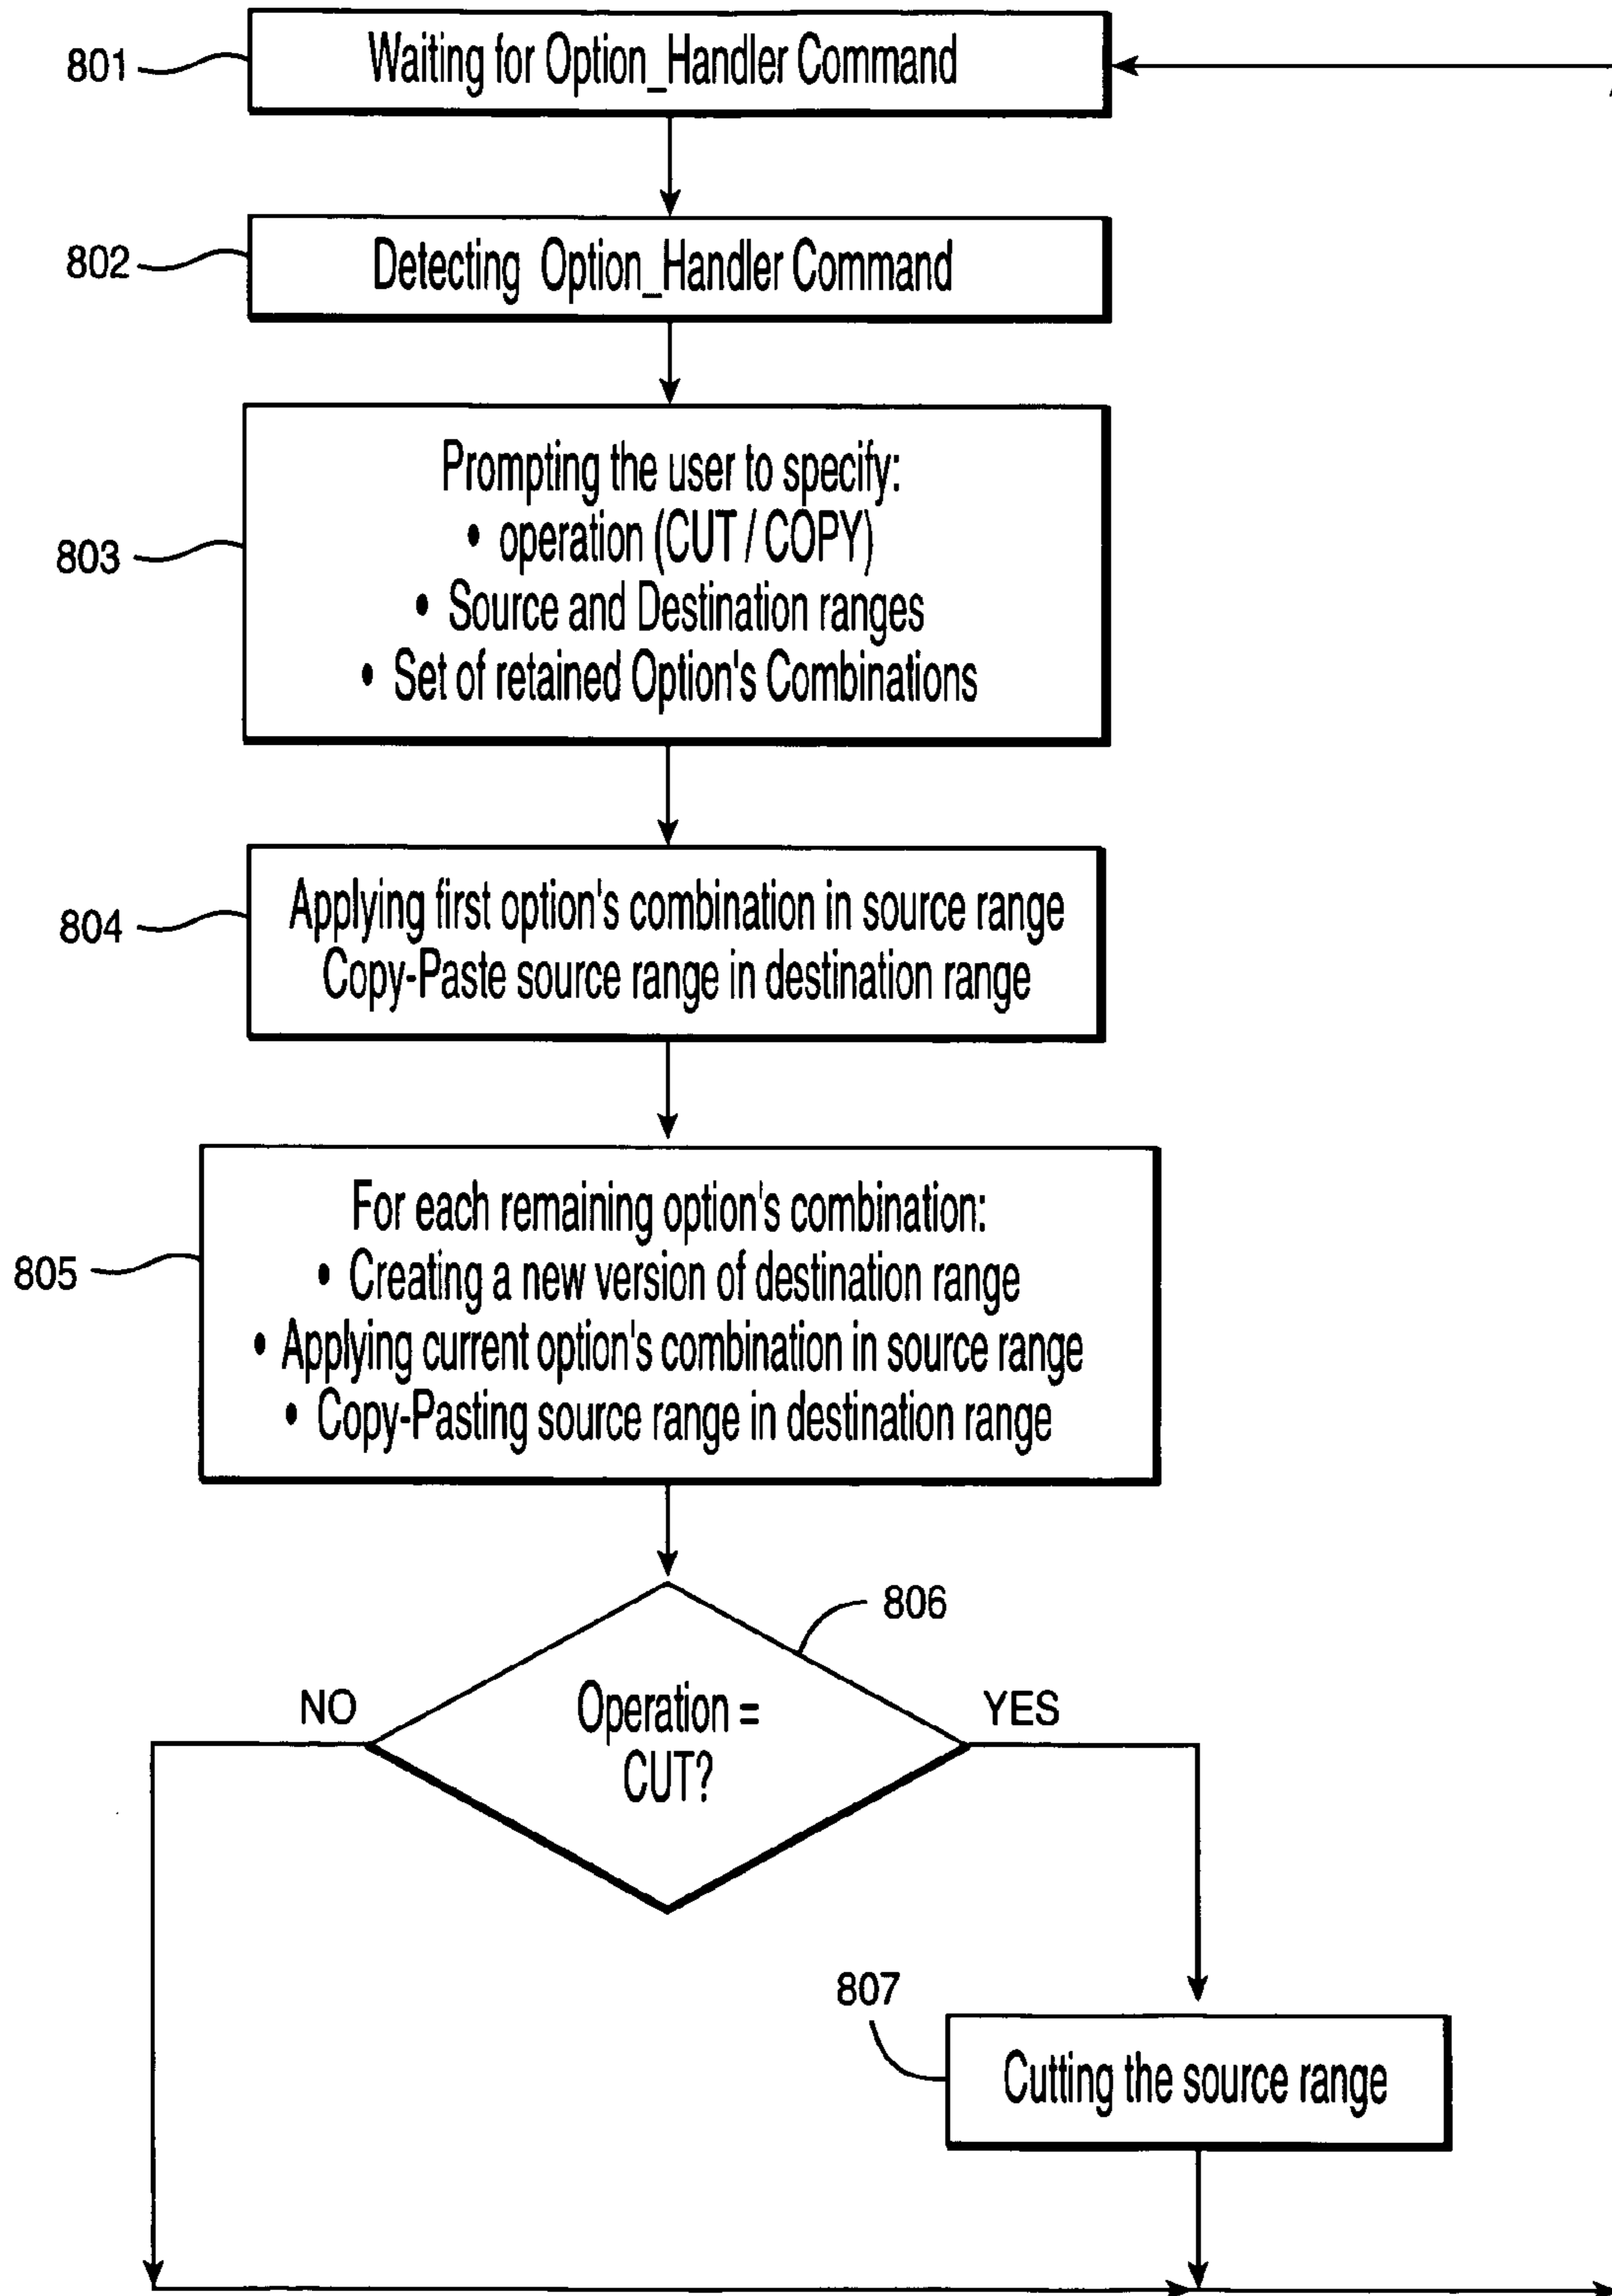 801
Waiting for Option_Handler Command
802
Detecting Option_Handler Command
803
Prompting the user to specify:
• operation (CUT / COPY)
• Source and Destination ranges
• Set of retained Option's Combinations
804
Applying first option's combination in source range
Copy-Paste source range in destination range
805
For each remaining option's combination:
• Creating a new version of destination range
• Applying current option's combination in source range
• Copy-Pasting source range in destination range
806
NO
Operation =
CUT?
YES
807
Cutting the source range